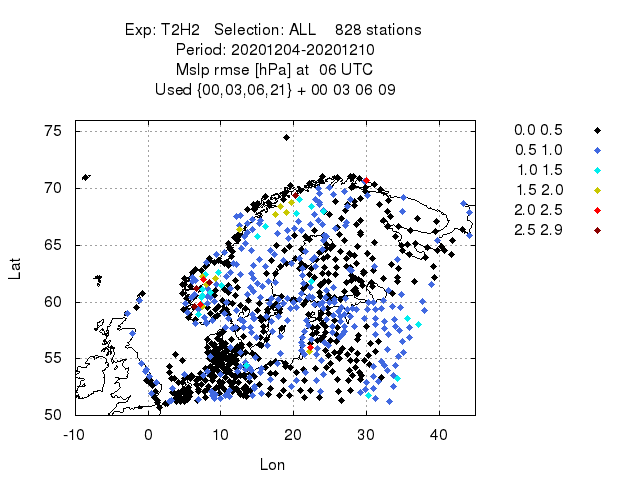 Exp: T2H2 Selection: ALL 828 stations
Period: 20201204-20201210
Mslp rmse [hPa] at 06 UTC
Used {00,03,06,21} + 00 03 06 09
0.0 0.5
0.5 1.0
1.0 1.5
1.5 2.0
2.0 2.5
2.5 2.9
75
70
65
60
55
50
Lat
-10 0 10 20 30 40
Lon